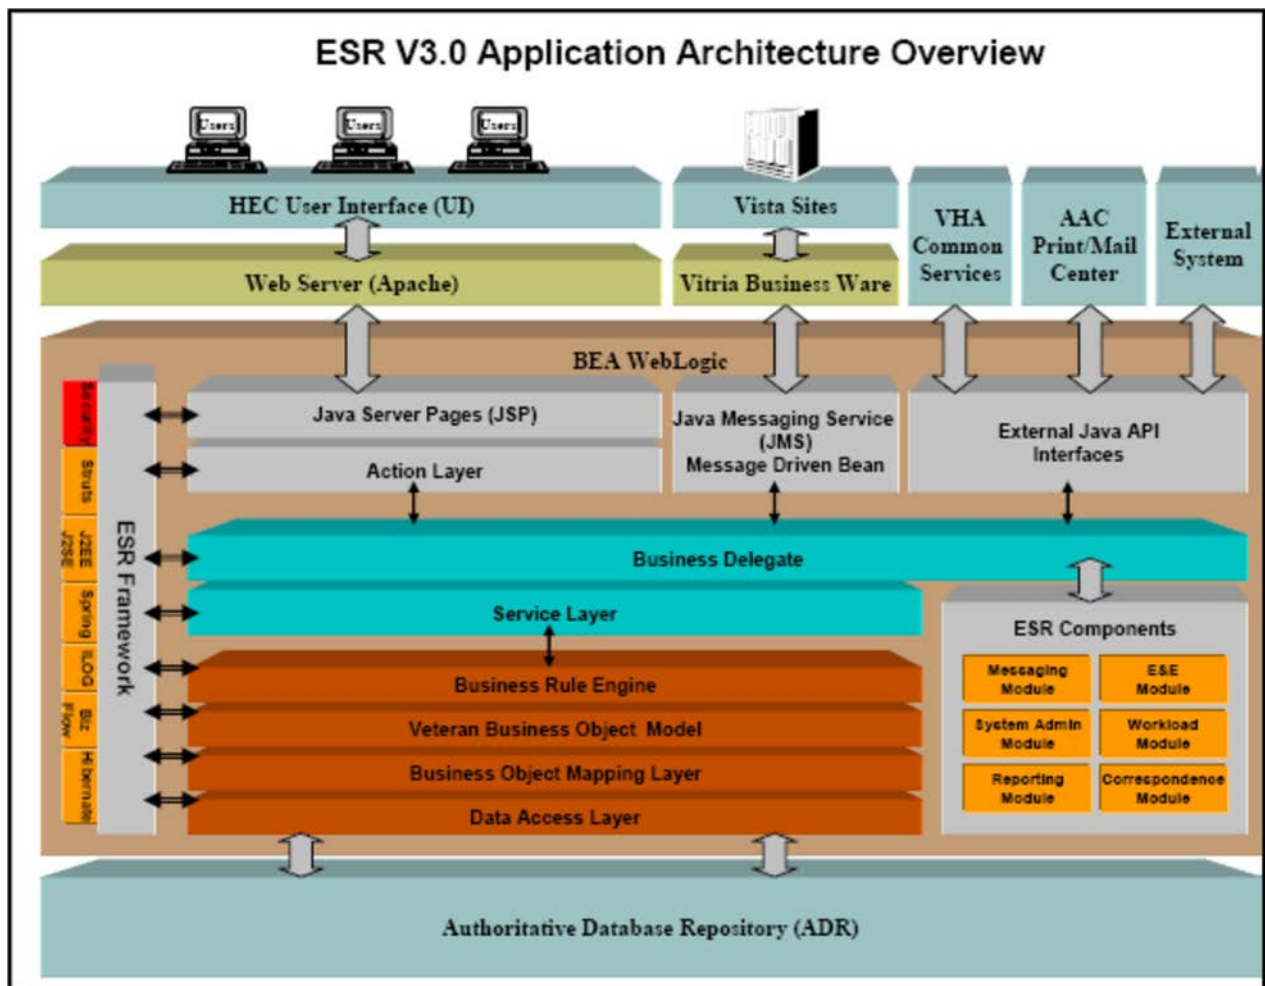 ESR V3.0 Application Architecture Overview
Users
Users
Users
HEC User Interface (UI)
Vista Sites
VHA
Common
Services
AAC
Print/Mail
Center
External
System
Web Server (Apache)
Vitria Business Ware
BEA WebLogic
Security
Struts
J2EE
J2SE
Spring
ILOG
Biz
Flow
Hibernate
ESR Framework
Java Server Pages (JSP)
Action Layer
Java Messaging Service
(JMS)
Message Driven Bean
External Java API
Interfaces
Business Delegate
Service Layer
Business Rule Engine
Veteran Business Object Model
Business Object Mapping Layer
Data Access Layer
ESR Components
Messaging
Module
E&E
Module
System Admin
Module
Workload
Module
Reporting
Module
Correspondence
Module
Authoritative Database Repository (ADR)